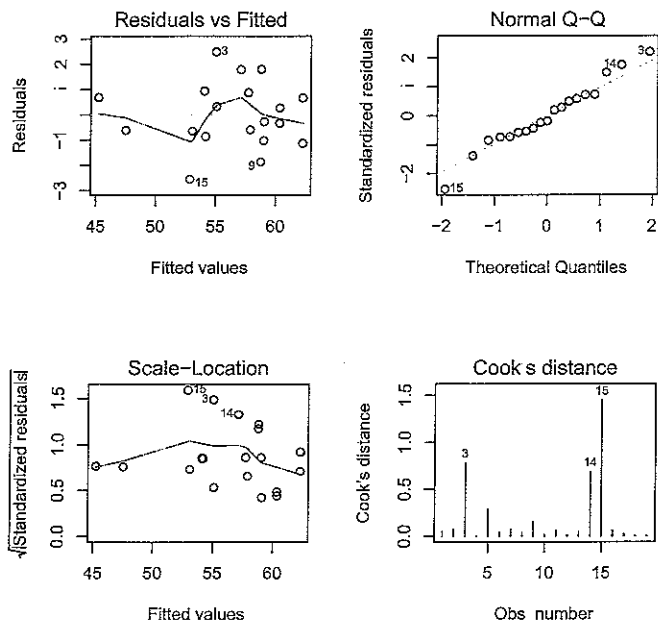 Residuals vs Fitted
Residuals
3
2
1
-1
-3
3
9
15
45 50 55 60
Fitted values
Normal Q-Q
Standardized residuals
2
1
0
-2
3
14
15
-2 -1 0 1 2
Theoretical Quantiles
Scale-Location
√|Standardized residuals|
1.5
1.0
0.5
0.0
15
3
14
45 50 55 60
Fitted values
Cook's distance
Cook's distance
1.5
1.0
0.5
0.0
3
14
15
5 10 15
Obs number